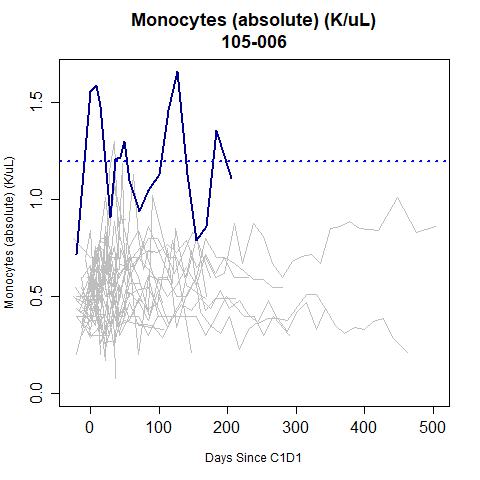 Monocytes (absolute) (K/uL)
105-006
Monocytes (absolute) (K/uL)
1.5
1.0
0.5
0.0
0 100 200 300 400 500
Days Since C1D1